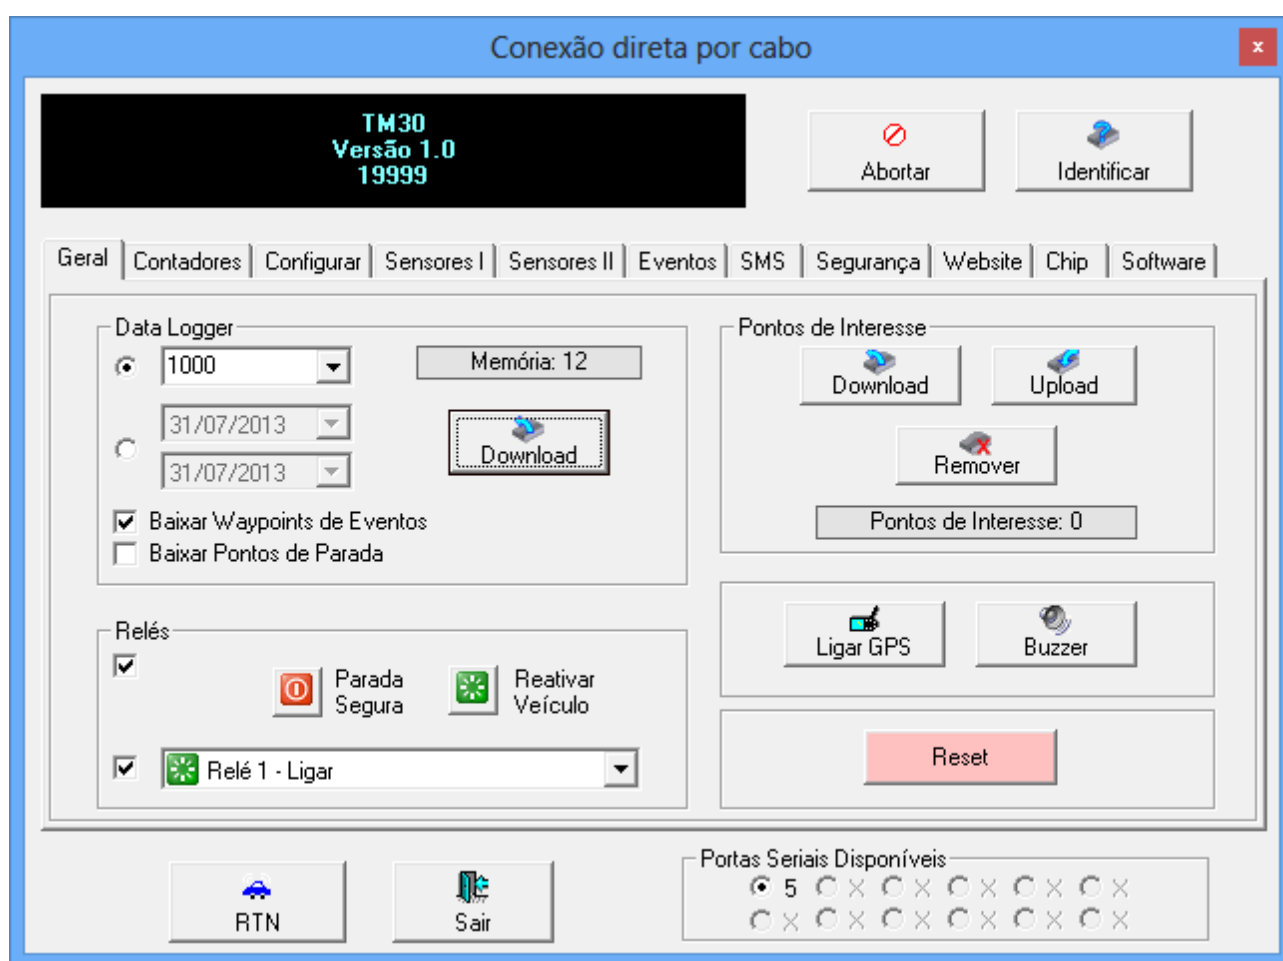 Conexão direta por cabo
x
TM30
Versão 1.0
19999
Abortar
Identificar
Geral Contadores Configurar Sensores I Sensores II Eventos SMS Segurança Website Chip Software
Data Logger
1000
Memória: 12
31/07/2013
31/07/2013
Download
Baixar Waypoints de Eventos
Baixar Pontos de Parada
Pontos de Interesse
Download
Upload
Remover
Pontos de Interesse: 0
Relés
Parada
Segura
Reativar
Veículo
Relé 1 - Ligar
Ligar GPS
Buzzer
Reset
RTN
Sair
Portas Seriais Disponíveis
5 X X X X X
X X X X X X